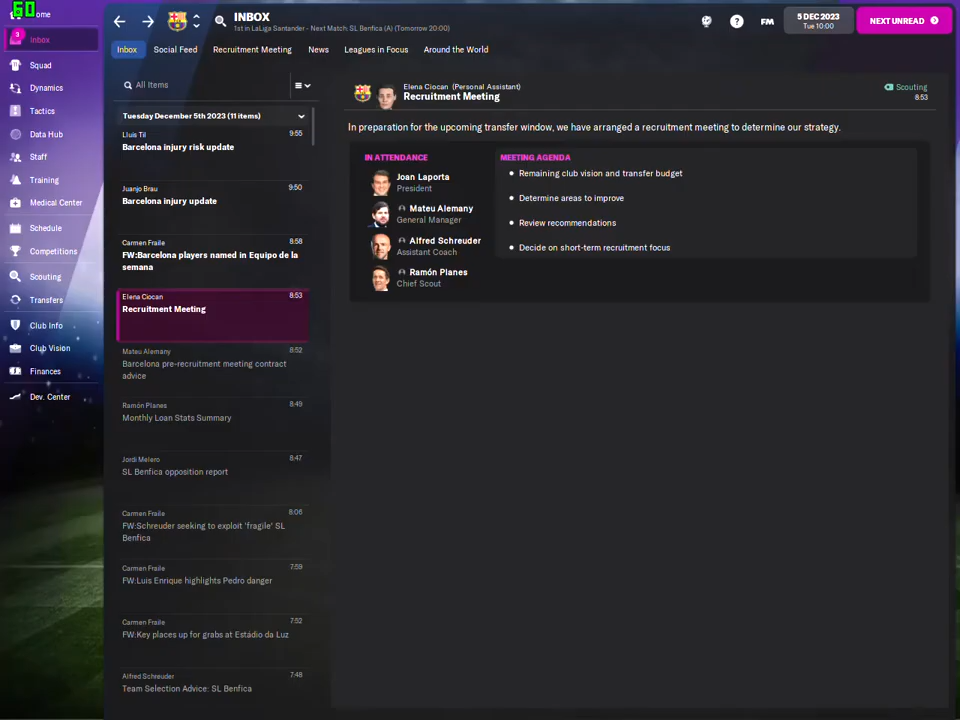 60
ome
INBOX
1st in LaLiga Santander - Next Match: SL Benfica (A) (Tomorrow 20:00)
?
FM
5 DEC 2023
Tue 10:00
NEXT UNREAD
3
Inbox
Squad
Dynamics
Tactics
Data Hub
Staff
Training
Medical Center
Schedule
Competitions
Scouting
Transfers
Club Info
Club Vision
Finances
Dev. Center
Inbox
Social Feed
Recruitment Meeting
News
Leagues in Focus
Around the World
All Items
Tuesday December 5th 2023 (11 items)
Lluis Til 9:55
Barcelona injury risk update
Juanjo Brau 9:50
Barcelona injury update
Carmen Fraile 8:58
FW:Barcelona players named in Equipo de la
semana
Elena Ciocan 8:53
Recruitment Meeting
Mateu Alemany 8:52
Barcelona pre-recruitment meeting contract
advice
Ramón Planes 8:49
Monthly Loan Stats Summary
Jordi Melero 8:47
SL Benfica opposition report
Carmen Fraile 8:06
FW:Schreuder seeking to exploit 'fragile' SL
Benfica
Carmen Fraile 7:59
FW:Luis Enrique highlights Pedro danger
Carmen Fraile 7:52
FW:Key places up for grabs at Estádio da Luz
Alfred Schreuder 7:48
Team Selection Advice: SL Benfica
Elena Ciocan (Personal Assistant)
Recruitment Meeting
Scouting
8:53
In preparation for the upcoming transfer window, we have arranged a recruitment meeting to determine our strategy.
IN ATTENDANCE
Joan Laporta
President
Mateu Alemany
General Manager
Alfred Schreuder
Assistant Coach
Ramón Planes
Chief Scout
MEETING AGENDA
Remaining club vision and transfer budget
Determine areas to improve
Review recommendations
Decide on short-term recruitment focus